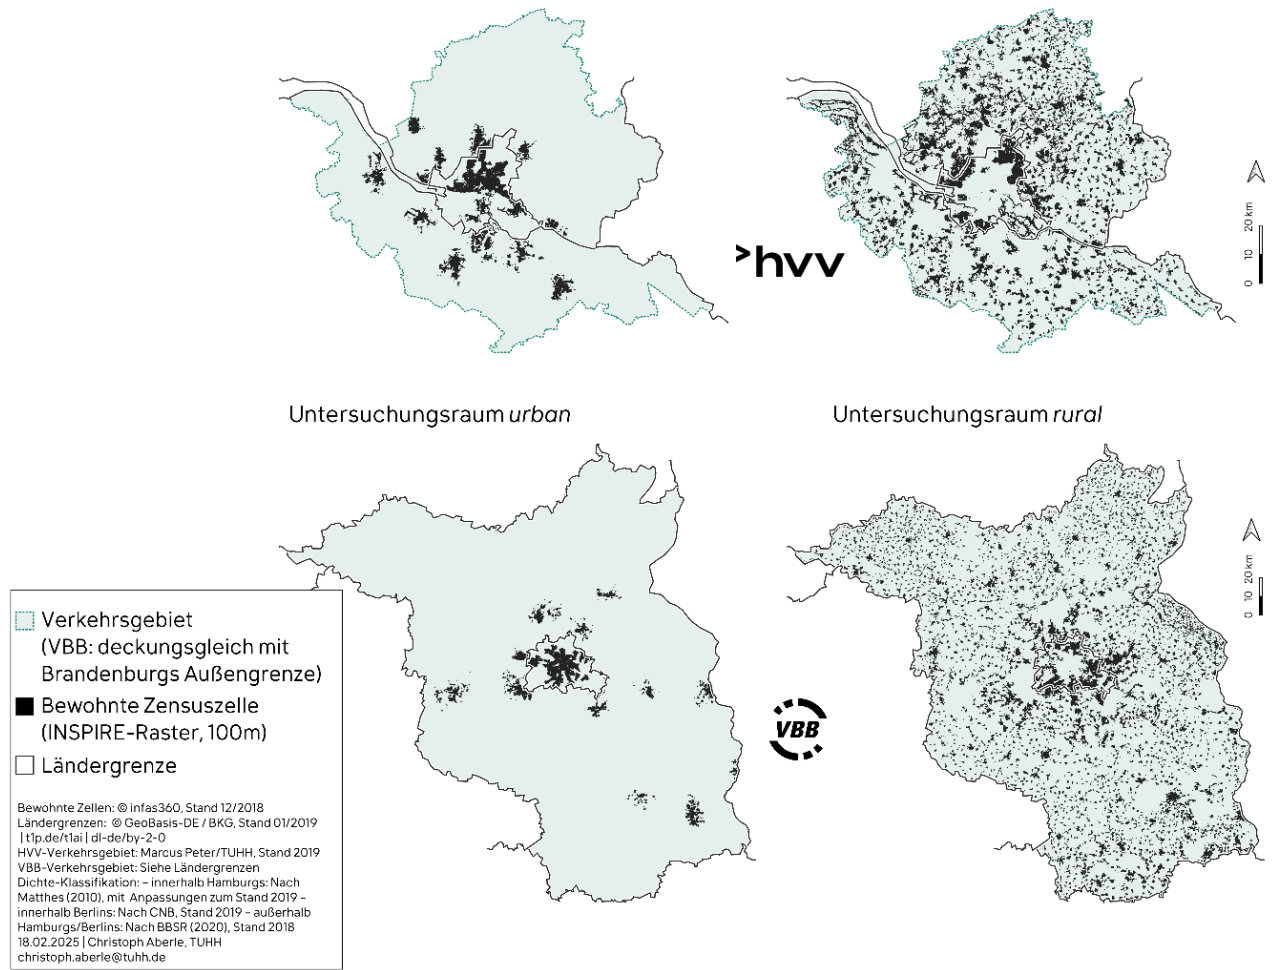 20 km
10
0
>hvv
Untersuchungsraum urban
Untersuchungsraum rural
20 km
10
0
VBB
Verkehrsgebiet
(VBB: deckungsgleich mit
Brandenburgs Außengrenze)
Bewohnte Zensuszelle
(INSPIRE-Raster, 100m)
Ländergrenze
Bewohnte Zellen: © infas360, Stand 12/2018
Ländergrenzen: © GeoBasis-DE / BKG, Stand 01/2019
| t1p.de/t1ai | dl-de/by-2-0
HVV-Verkehrsgebiet: Marcus Peter/TUHH, Stand 2019
VBB-Verkehrsgebiet: Siehe Ländergrenzen
Dichte-Klassifikation: – innerhalb Hamburgs: Nach
Matthes (2010), mit Anpassungen zum Stand 2019 –
innerhalb Berlins: Nach CNB, Stand 2019 – außerhalb
Hamburgs/Berlins: Nach BBSR (2020), Stand 2018
18.02.2025 | Christoph Aberle, TUHH
christoph.aberle@tuhh.de